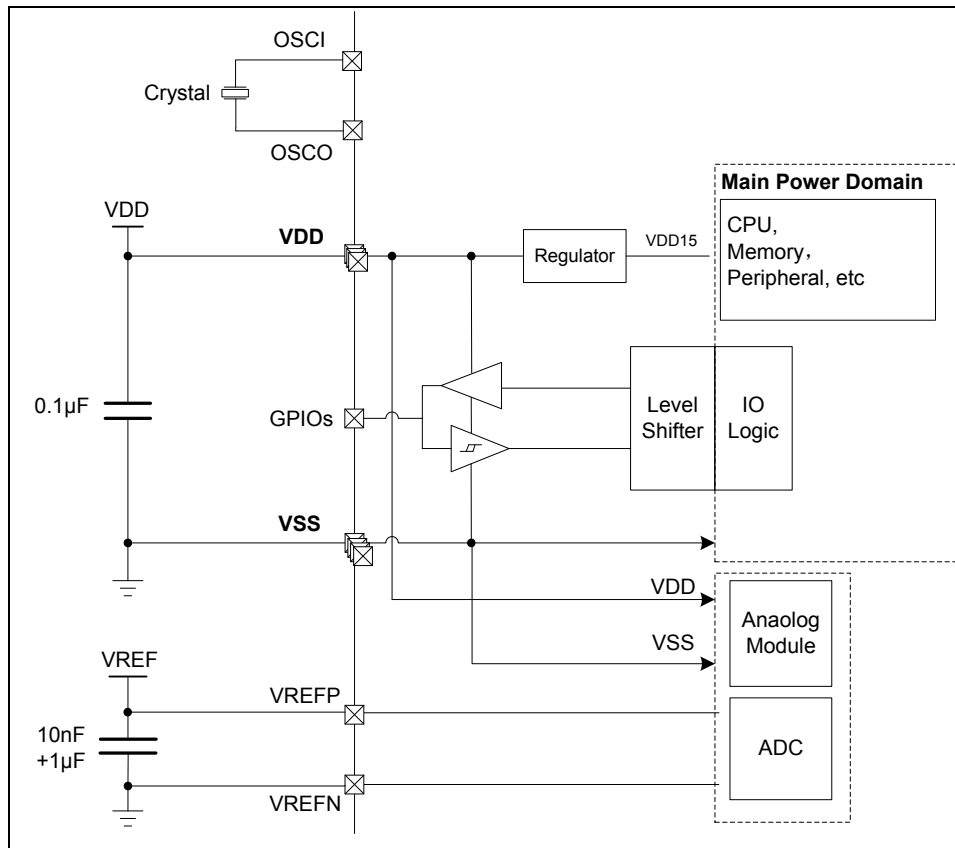 OSCI
Crystal
OSCO
Main Power Domain
VDD
VDD
Regulator
VDD15
CPU,
Memory，
Peripheral, etc
0.1µF
GPIOs
Level
Shifter
IO
Logic
VSS
VDD
VSS
Anaolog
Module
VREF
VREFP
10nF
+1µF
ADC
VREFN